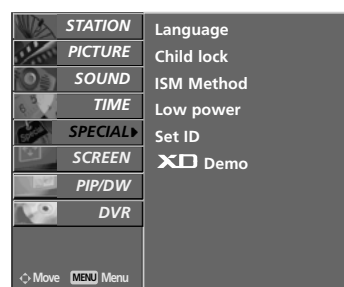 STATION
PICTURE
SOUND
TIME
SPECIAL
SCREEN
PIP/DW
DVR
Move MENU Menu
Language
Child lock
ISM Method
Low power
Set ID
XD Demo